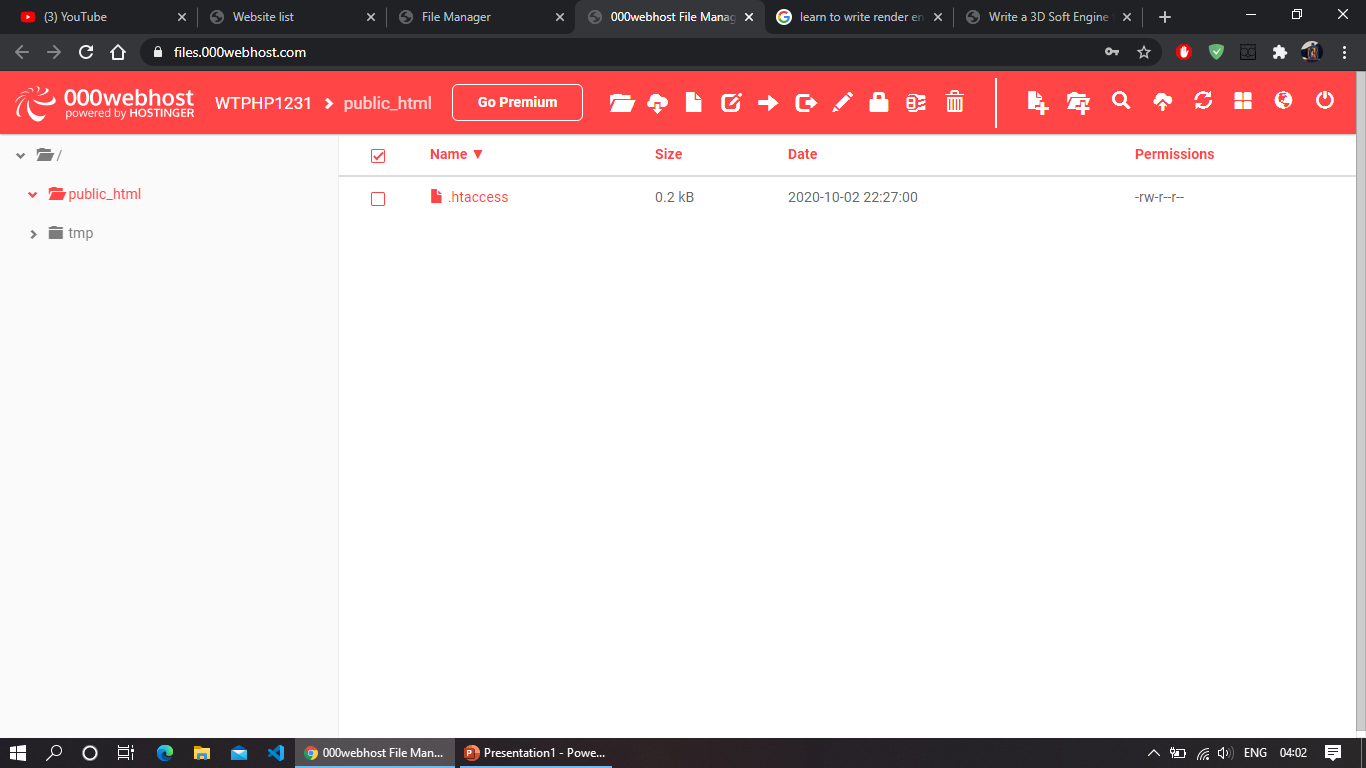 (3) YouTube
Website list
File Manager
000webhost File Manag
learn to write render en
Write a 3D Soft Engine
files.000webhost.com
000webhost
powered by HOSTINGER
WTPHP1231 > public_html
Go Premium
/
public_html
tmp
Name ▼ Size Date Permissions
.htaccess 0.2 kB 2020-10-02 22:27:00 -rw-r--r--
000webhost File Man...
Presentation1 - Powe...
ENG
04:02